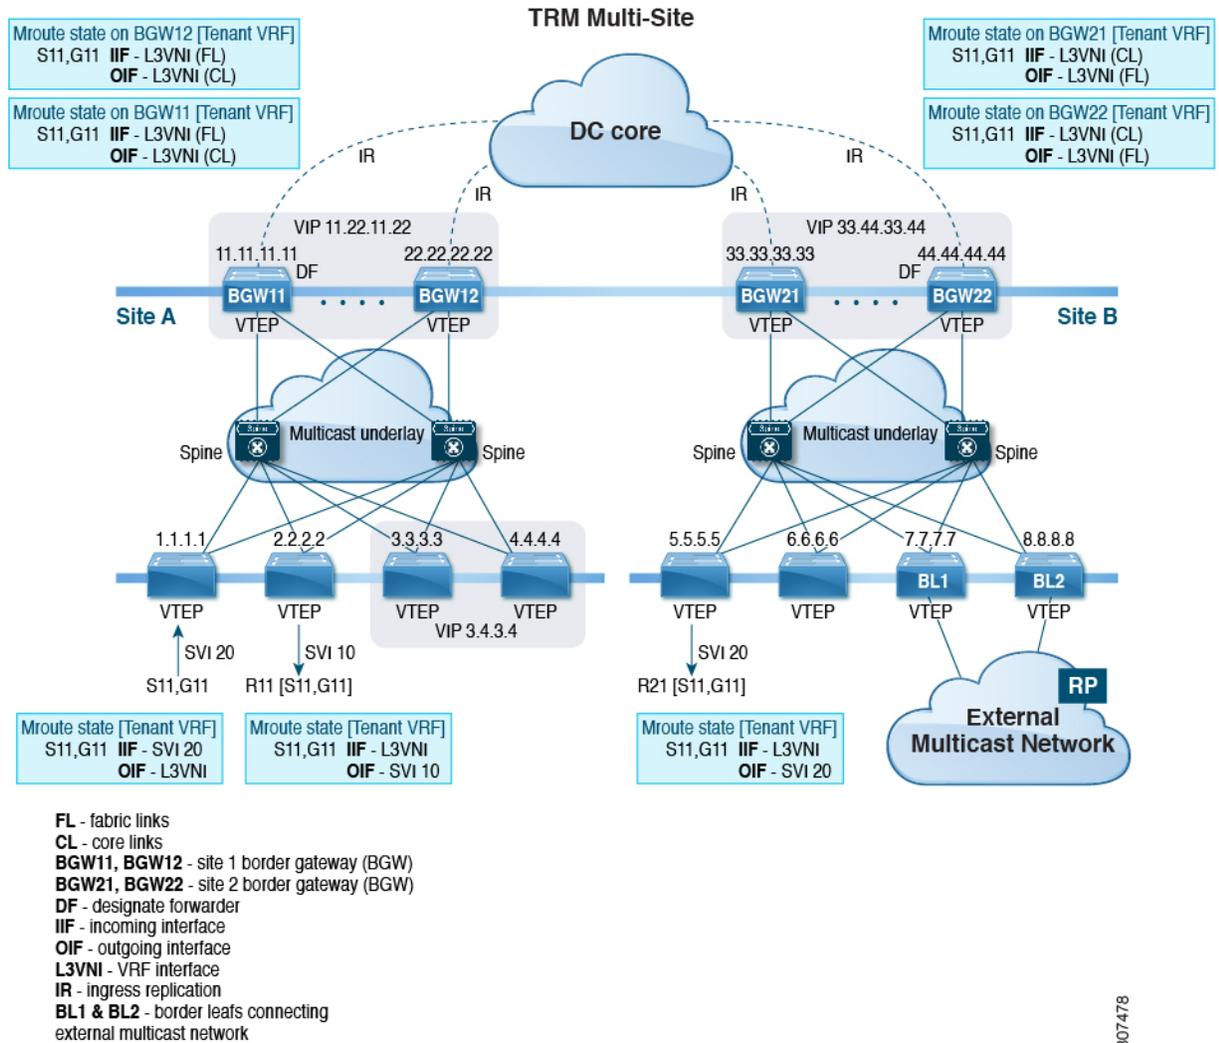 TRM Multi-Site
Mroute state on BGW12 [Tenant VRF]
S11,G11 IIF - L3VNI (FL)
OIF - L3VNI (CL)
Mroute state on BGW11 [Tenant VRF]
S11,G11 IIF - L3VNI (FL)
OIF - L3VNI (CL)
Mroute state on BGW21 [Tenant VRF]
S11,G11 IIF - L3VNI (CL)
OIF - L3VNI (FL)
Mroute state on BGW22 [Tenant VRF]
S11,G11 IIF - L3VNI (CL)
OIF - L3VNI (FL)
DC core
IR
IR
IR
IR
VIP 11.22.11.22
VIP 33.44.33.44
11.11.11.11
22.22.22.22
33.33.33.33
44.44.44.44
DF
DF
BGW11
BGW12
BGW21
BGW22
Site A
VTEP
VTEP
VTEP
VTEP
Site B
Spine
Multicast underlay
Spine
Spine
Multicast underlay
Spine
Spine
Spine
Spine
Spine
1.1.1.1
2.2.2.2
3.3.3.3
4.4.4.4
5.5.5.5
6.6.6.6
7.7.7.7
8.8.8.8
BL1
BL2
VTEP
VTEP
VTEP
VTEP
VTEP
VTEP
VTEP
VTEP
VIP 3.4.3.4
SVI 20
SVI 10
SVI 20
S11,G11
R11 [S11,G11]
R21 [S11,G11]
RP
External
Multicast Network
Mroute state [Tenant VRF]
S11,G11 IIF - SVI 20
OIF - L3VNI
Mroute state [Tenant VRF]
S11,G11 IIF - L3VNI
OIF - SVI 10
Mroute state [Tenant VRF]
S11,G11 IIF - L3VNI
OIF - SVI 20
FL - fabric links
CL - core links
BGW11, BGW12 - site 1 border gateway (BGW)
BGW21, BGW22 - site 2 border gateway (BGW)
DF - designate forwarder
IIF - incoming interface
OIF - outgoing interface
L3VNI - VRF interface
IR - ingress replication
BL1 & BL2 - border leafs connecting
external multicast network